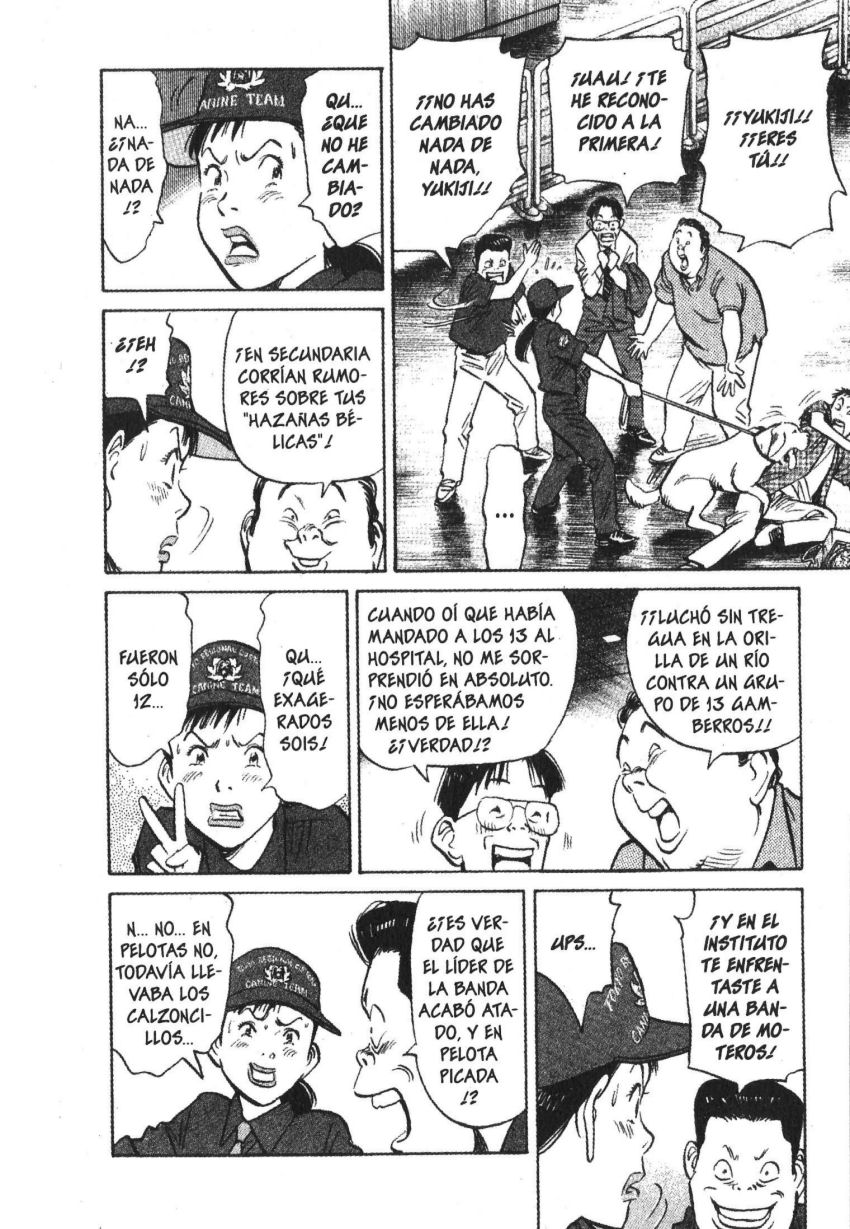 ¡¡YUKIJI!!
¡¡ERES
TÚ!!
¡UAU! ¡TE
HE RECONO-
CIDO A LA
PRIMERA!
¡¡NO HAS
CAMBIADO
NADA DE
NADA,
YUKIJI!!
...
QU...
¿QUE
NO HE
CAM-
BIA-
DO?
NA...
¿¡NA-
DA DE
NADA
!?
CANINE TEAM
¡EN SECUNDARIA
CORRÍAN RUMO-
RES SOBRE TUS
"HAZAÑAS BÉ-
LICAS"!
¿¡EH
!?
¡¡LUCHÓ SIN TRE-
GUA EN LA ORI-
LLA DE UN RÍO
CONTRA UN GRU-
PO DE 13 GAM-
BERROS!!
CUANDO OÍ QUE HABÍA
MANDADO A LOS 13 AL
HOSPITAL, NO ME SOR-
PRENDIÓ EN ABSOLUTO.
¡NO ESPERÁBAMOS
MENOS DE ELLA!
¿¡VERDAD!?
QU...
¡QUÉ
EXAGE-
RADOS
SOIS!
FUERON
SÓLO
12...
CANINE TEAM
¡Y EN EL
INSTITUTO
TE ENFREN-
TASTE A
UNA BAN-
DA DE MO-
TEROS!
UPS...
¿¡ES VER-
DAD QUE
EL LÍDER DE
LA BANDA
ACABÓ ATA-
DO, Y EN
PELOTA
PICADA
!?
N... NO... EN
PELOTAS NO,
TODAVÍA LLE-
VABA LOS
CALZONCI-
LLOS...
CANINE TEAM